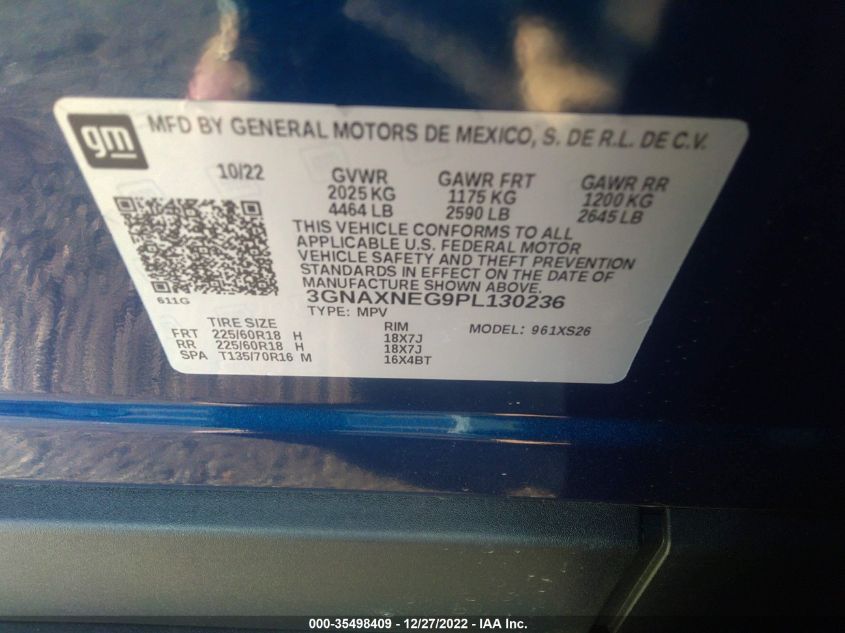 gm
MFD BY GENERAL MOTORS DE MEXICO, S. DE R.L. DE C.V.
10/22 GVWR GAWR FRT GAWR RR
2025 KG 1175 KG 1200 KG
4464 LB 2590 LB 2645 LB
THIS VEHICLE CONFORMS TO ALL
APPLICABLE U.S. FEDERAL MOTOR
VEHICLE SAFETY AND THEFT PREVENTION
STANDARDS IN EFFECT ON THE DATE OF
MANUFACTURE SHOWN ABOVE.
611G 3GNAXNEG9PL130236
TYPE: MPV
TIRE SIZE RIM MODEL: 961XS26
FRT 225/60R18 H 18X7J
RR 225/60R18 H 18X7J
SPA T135/70R16 M 16X4BT
000-35498409 - 12/27/2022 - IAA Inc.